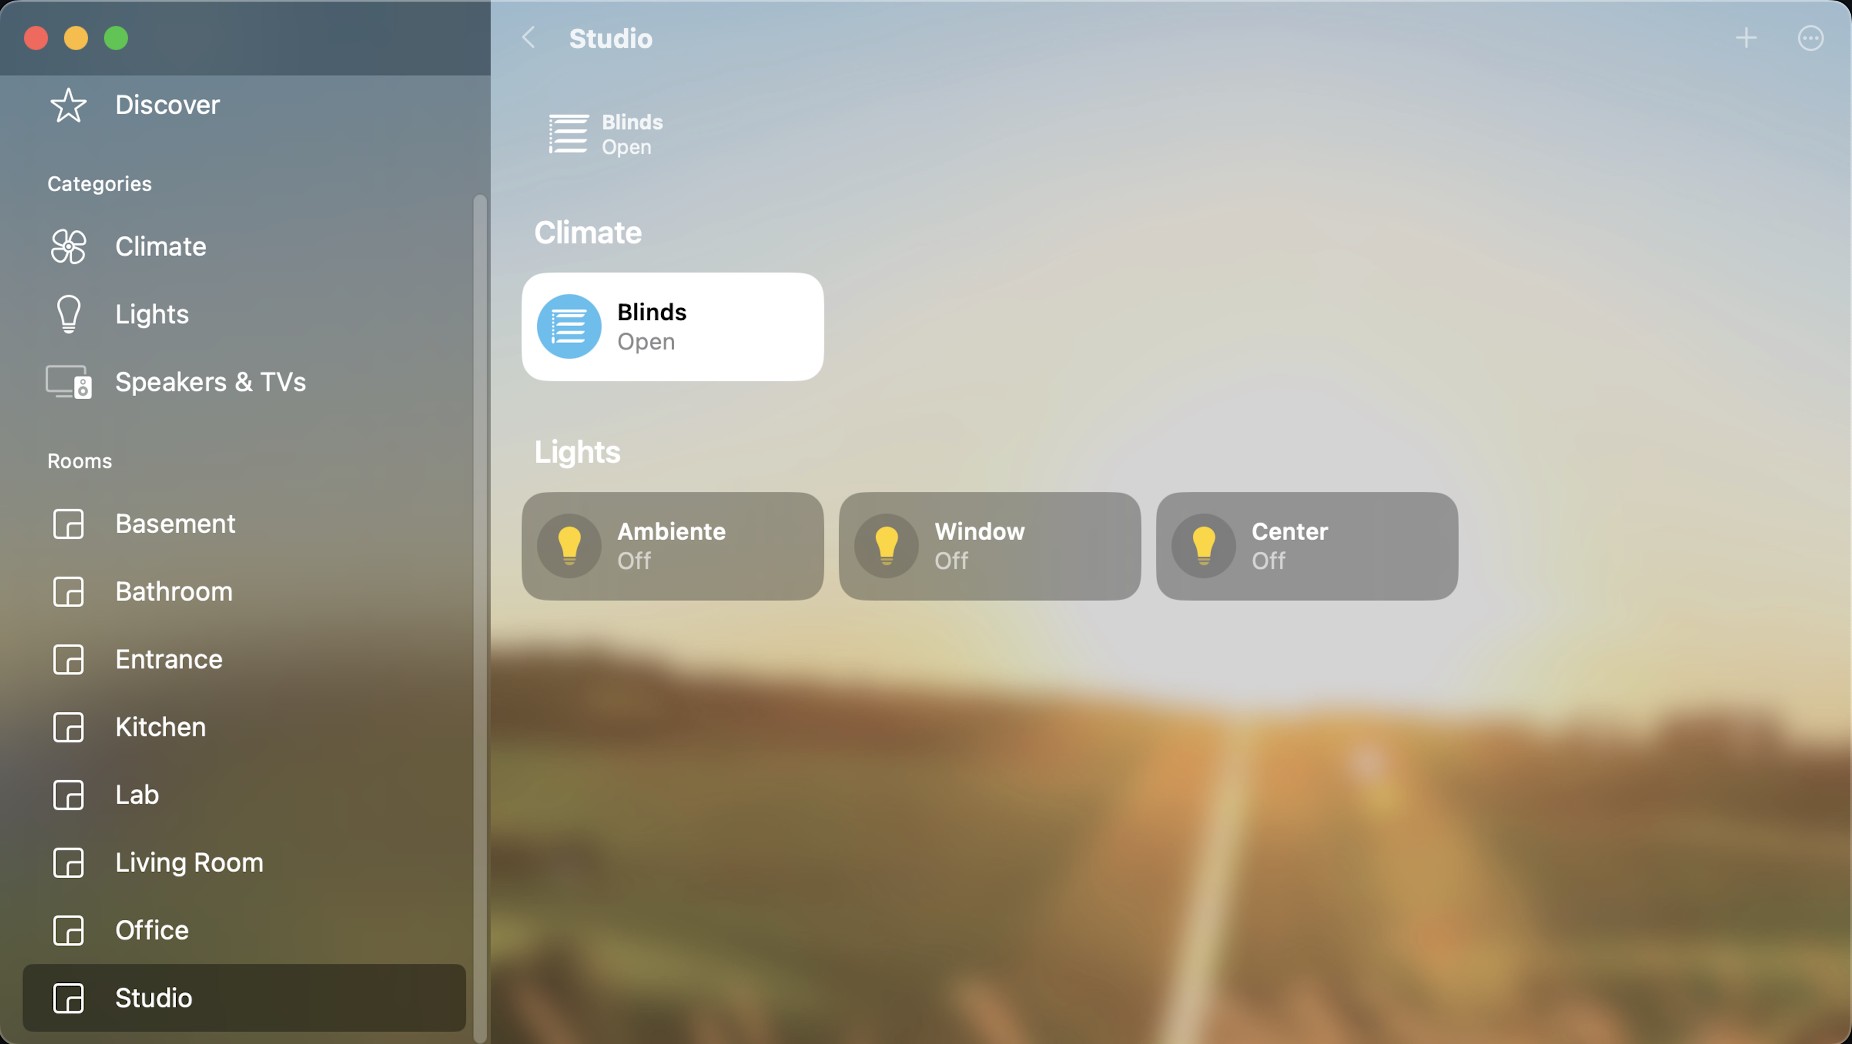 Discover
Categories
Climate
Lights
Speakers & TVs
Rooms
Basement
Bathroom
Entrance
Kitchen
Lab
Living Room
Office
Studio
Studio
Blinds
Open
Climate
Blinds
Open
Lights
Ambiente
Off
Window
Off
Center
Off